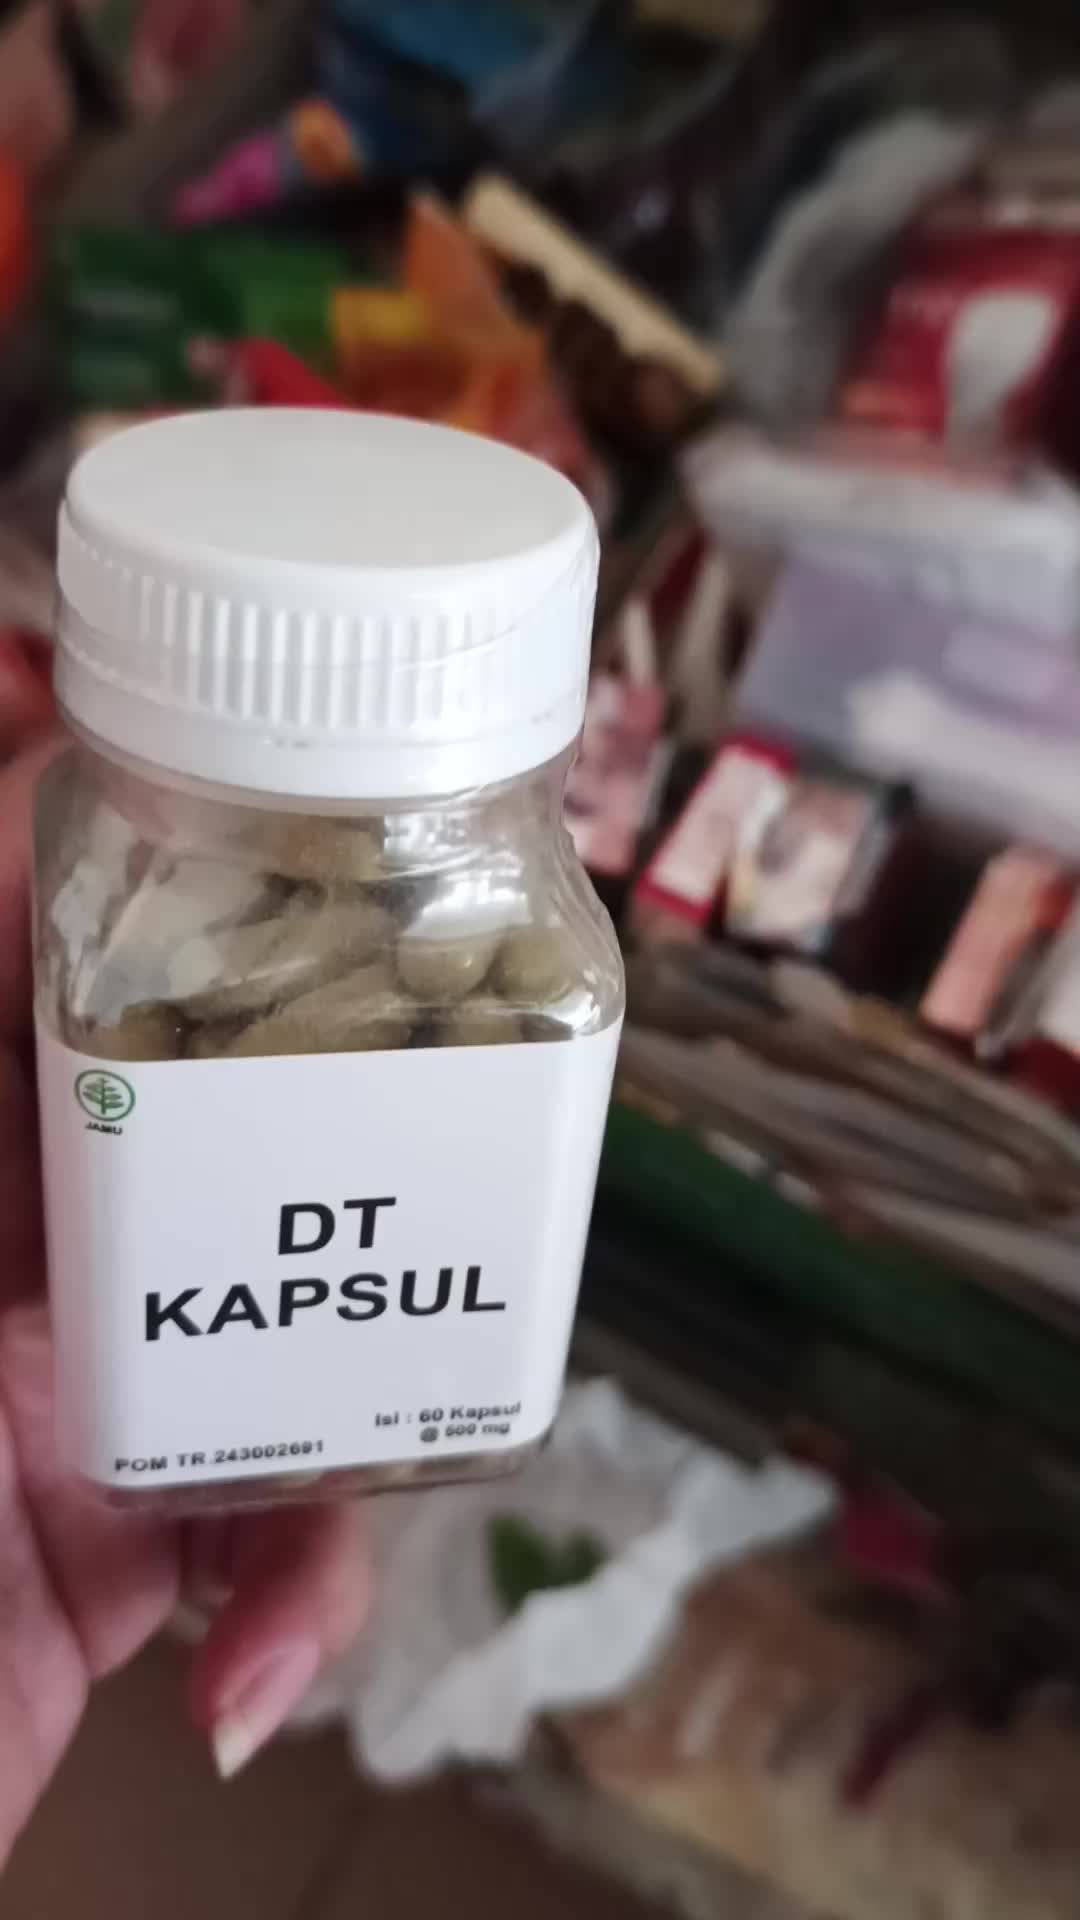 JAMU
DT
KAPSUL
Isi : 60 Kapsul
@ 500 mg
POM TR.243002691